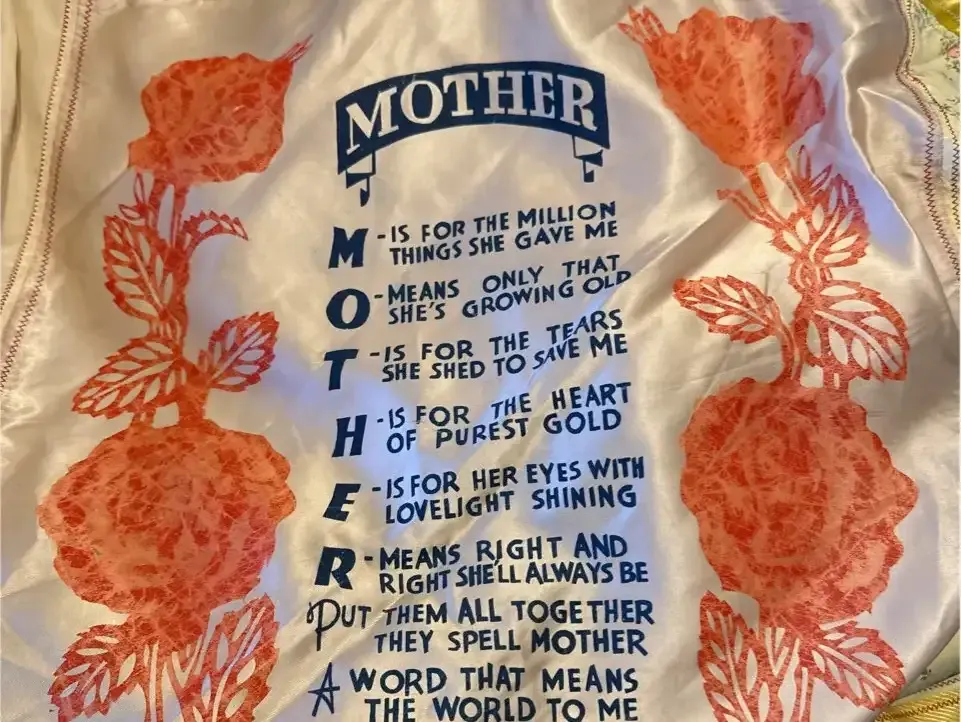 MOTHER
M - IS FOR THE MILLION
THINGS SHE GAVE ME
O - MEANS ONLY THAT
SHE'S GROWING OLD
T - IS FOR THE TEARS
SHE SHED TO SAVE ME
H - IS FOR THE HEART
OF PUREST GOLD
E - IS FOR HER EYES WITH
LOVELIGHT SHINING
R - MEANS RIGHT AND
RIGHT SHE'LL ALWAYS BE
PUT THEM ALL TOGETHER
THEY SPELL MOTHER
A WORD THAT MEANS
THE WORLD TO ME